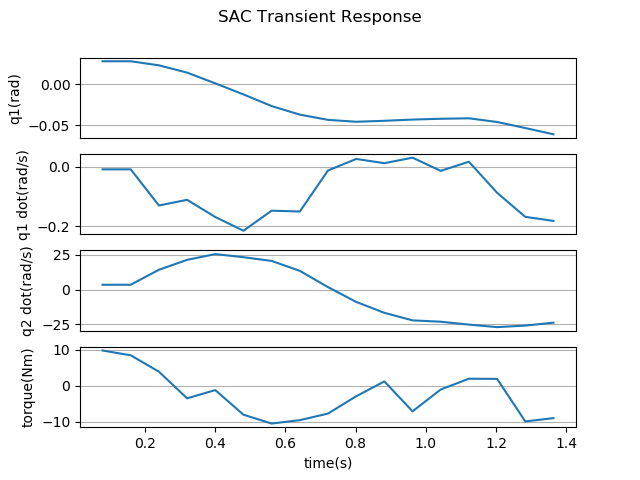 SAC Transient Response
q1(rad)
0.00
−0.05
q1 dot(rad/s)
0.0
−0.2
q2 dot(rad/s)
25
0
−25
torque(Nm)
10
0
−10
0.2 0.4 0.6 0.8 1.0 1.2 1.4
time(s)